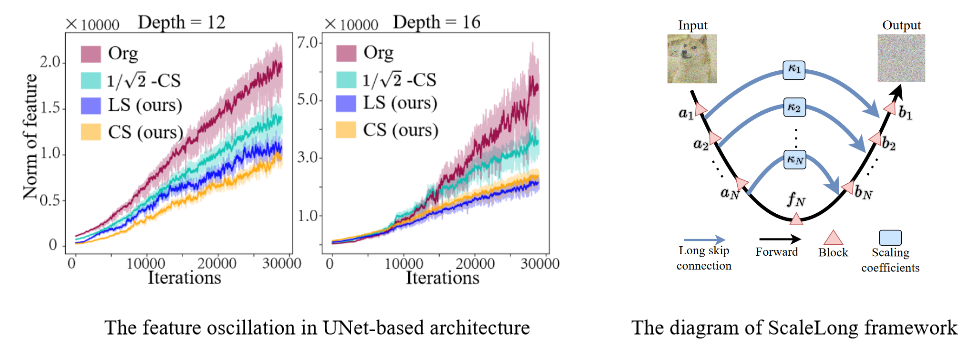 ×10000 Depth = 12
Norm of feature
2.0
1.5
1.0
0.5
0
Org
1/√2 -CS
LS (ours)
CS (ours)
0 10000 20000 30000
Iterations
×10000 Depth = 16
7.0
5.0
3.0
1.0
Org
1/√2 -CS
LS (ours)
CS (ours)
0 10000 20000 30000
Iterations
The feature oscillation in UNet-based architecture
Input Output
κ₁
a₁ b₁
κ₂
a₂ b₂
κ_N
a_N f_N b_N
Long skip connection
Forward
Block
Scaling coefficients
The diagram of ScaleLong framework